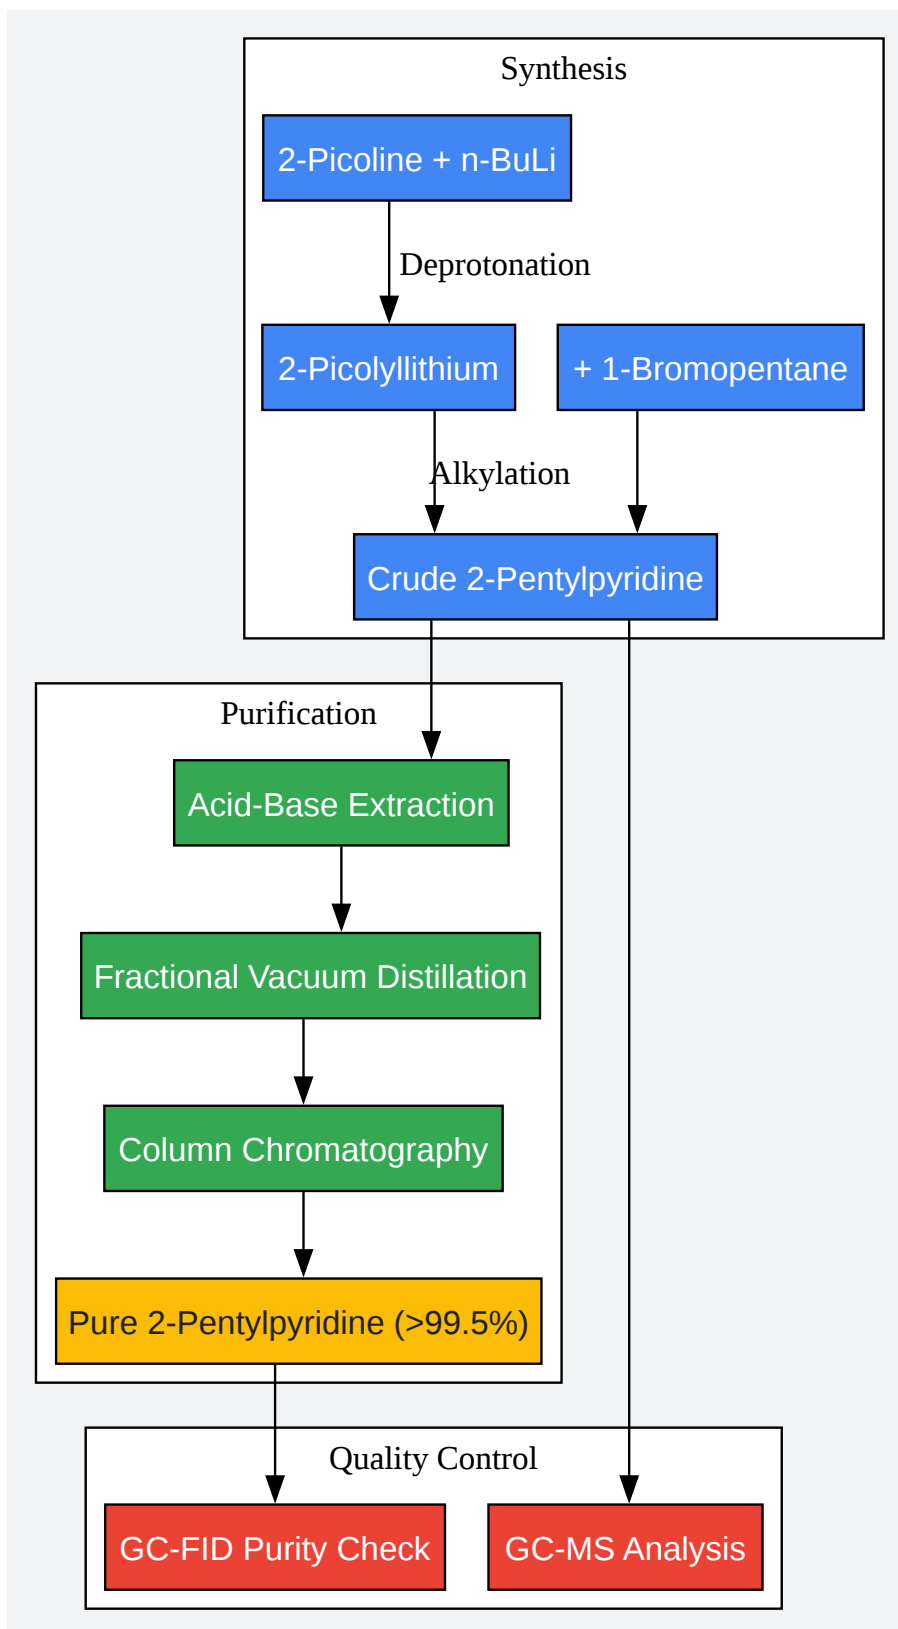 Synthesis
2-Picoline + n-BuLi
Deprotonation
2-Picolyllithium
+ 1-Bromopentane
Alkylation
Crude 2-Pentylpyridine
Purification
Acid-Base Extraction
Fractional Vacuum Distillation
Column Chromatography
Pure 2-Pentylpyridine (>99.5%)
Quality Control
GC-FID Purity Check
GC-MS Analysis